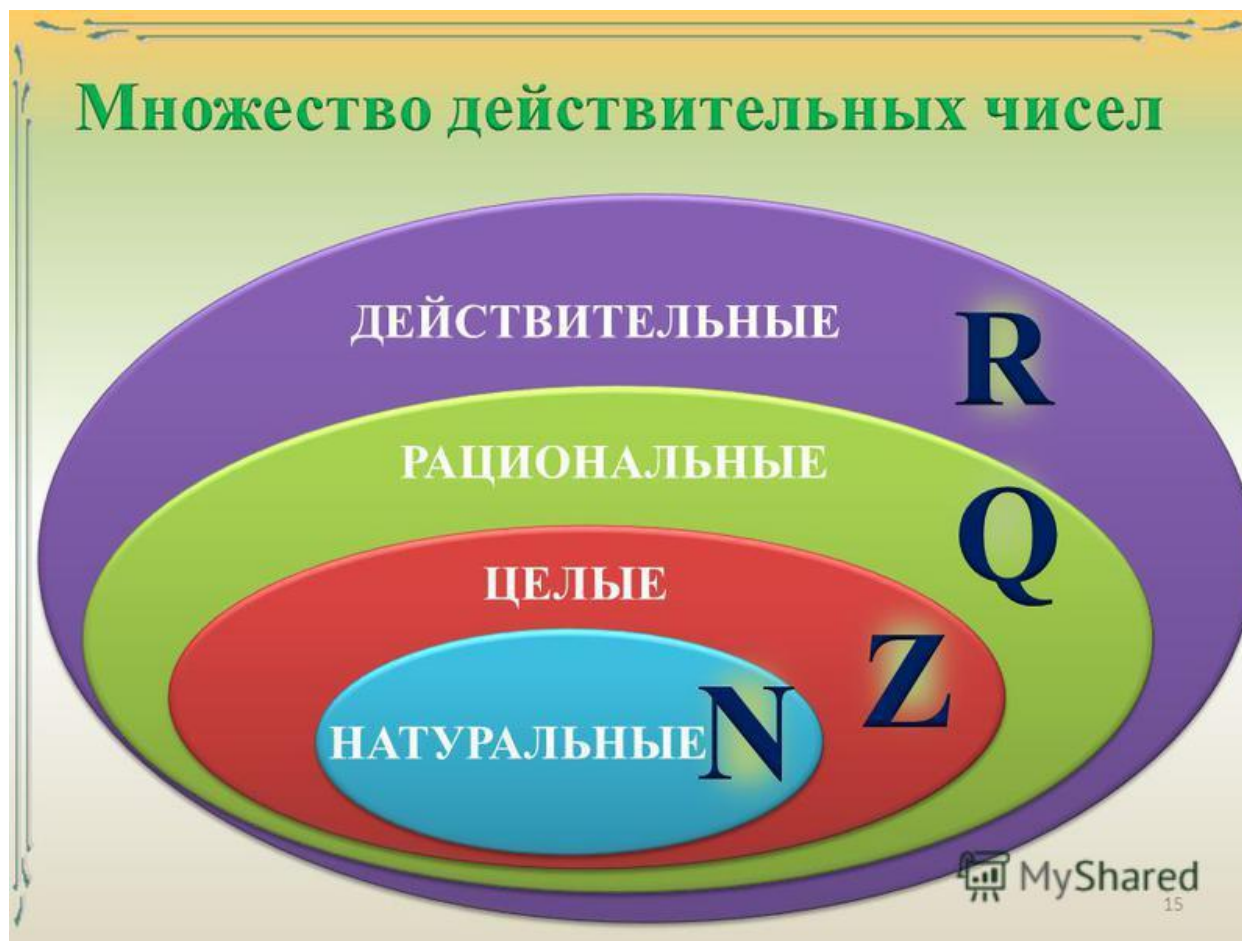 Множество действительных чисел
ДЕЙСТВИТЕЛЬНЫЕ
R
РАЦИОНАЛЬНЫЕ
Q
ЦЕЛЫЕ
Z
НАТУРАЛЬНЫЕ N
MyShared
15